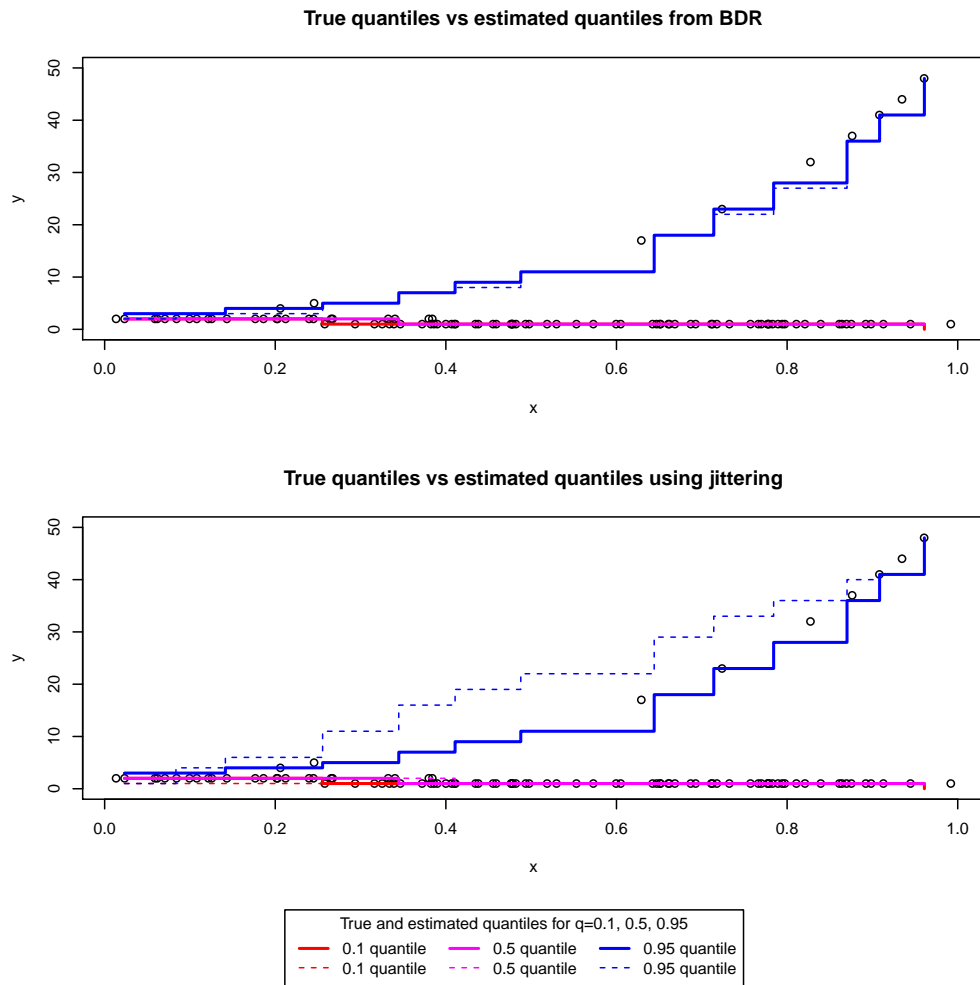 True quantiles vs estimated quantiles from BDR
50
40
30
20
10
0
y
0.0 0.2 0.4 0.6 0.8 1.0
x
True quantiles vs estimated quantiles using jittering
50
40
30
20
10
0
y
0.0 0.2 0.4 0.6 0.8 1.0
x
True and estimated quantiles for q=0.1, 0.5, 0.95
0.1 quantile 0.5 quantile 0.95 quantile
0.1 quantile 0.5 quantile 0.95 quantile